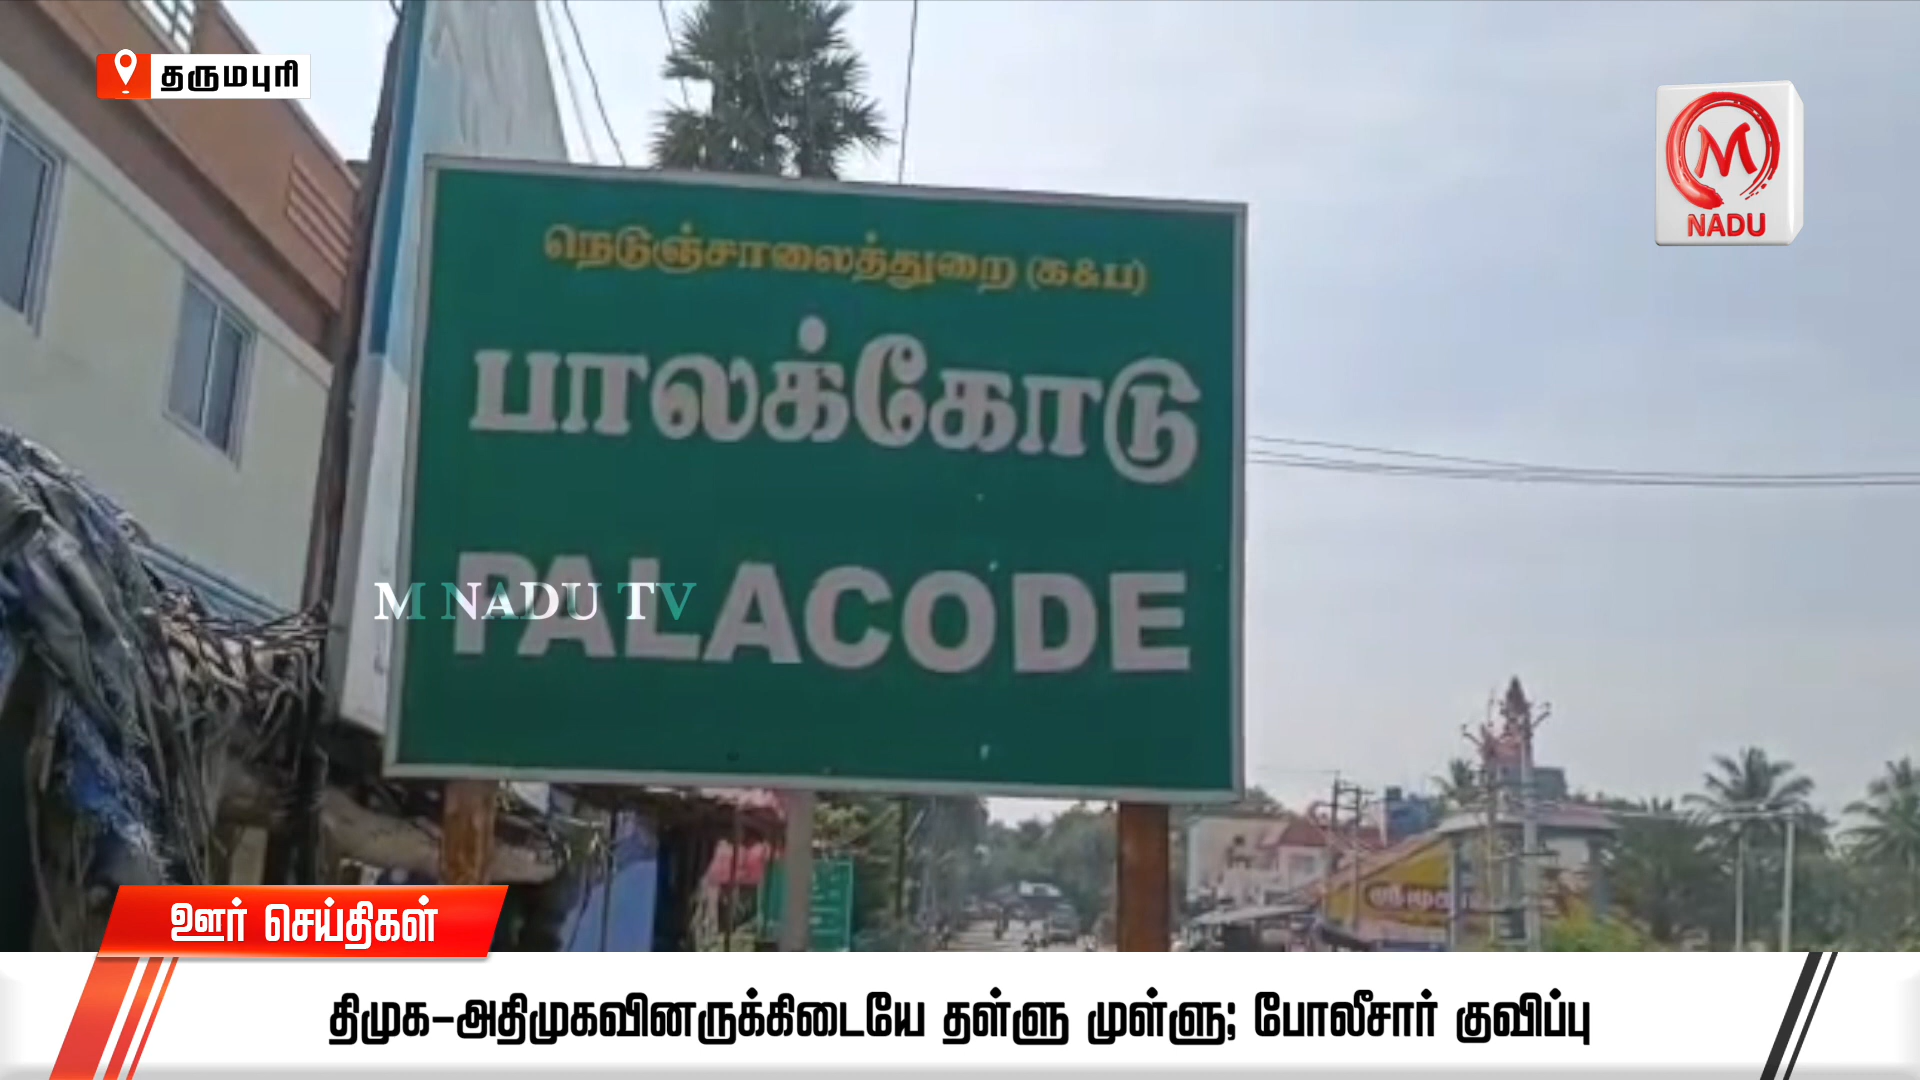 தருமபுரி
M
NADU
நெடுஞ்சாலைத்துறை (க&ப)
பாலக்கோடு
PALACODE
M NADU TV
ஊர் செய்திகள்
திமுக-அதிமுகவினருக்கிடையே தள்ளு முள்ளு; போலீசார் குவிப்பு